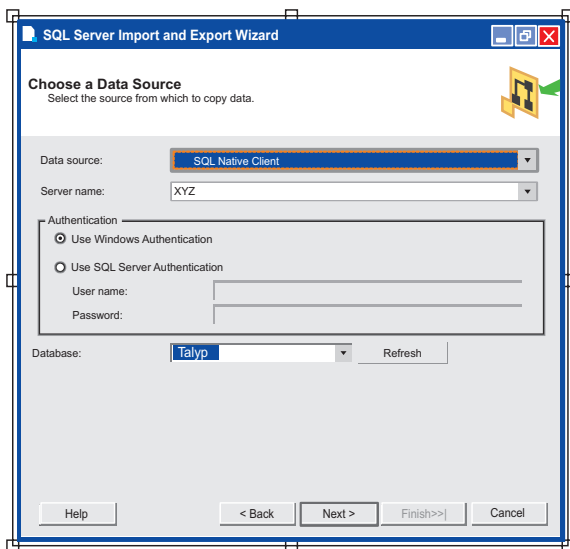 SQL Server Import and Export Wizard
Choose a Data Source
Select the source from which to copy data.
Data source: SQL Native Client
Server name: XYZ
Authentication
Use Windows Authentication
Use SQL Server Authentication
User name:
Password:
Database: Talyp Refresh
Help < Back Next > Finish>>| Cancel